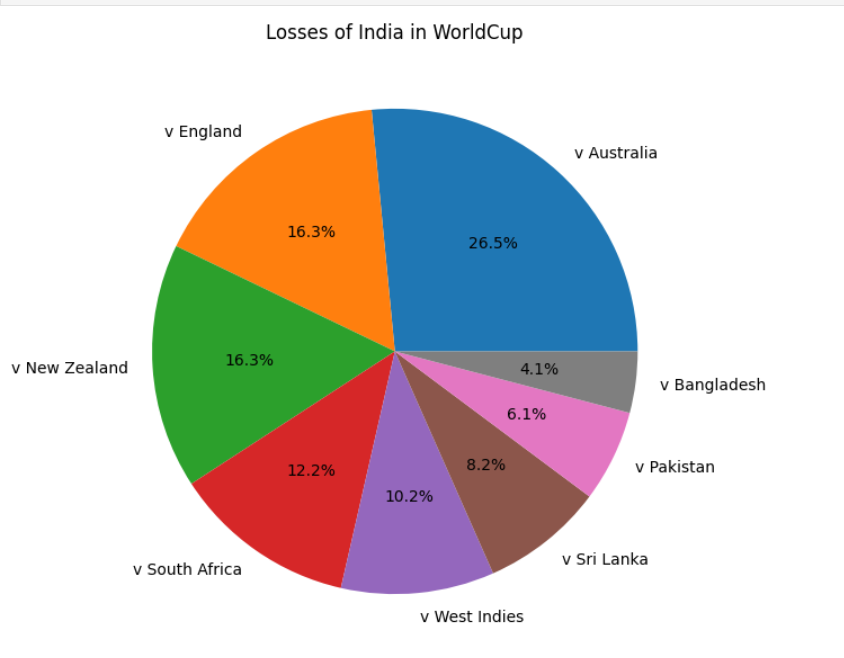 Losses of India in WorldCup
v England
v Australia
16.3%
26.5%
v New Zealand
16.3%
4.1%
v Bangladesh
6.1%
12.2%
8.2%
v Pakistan
10.2%
v South Africa
v Sri Lanka
v West Indies